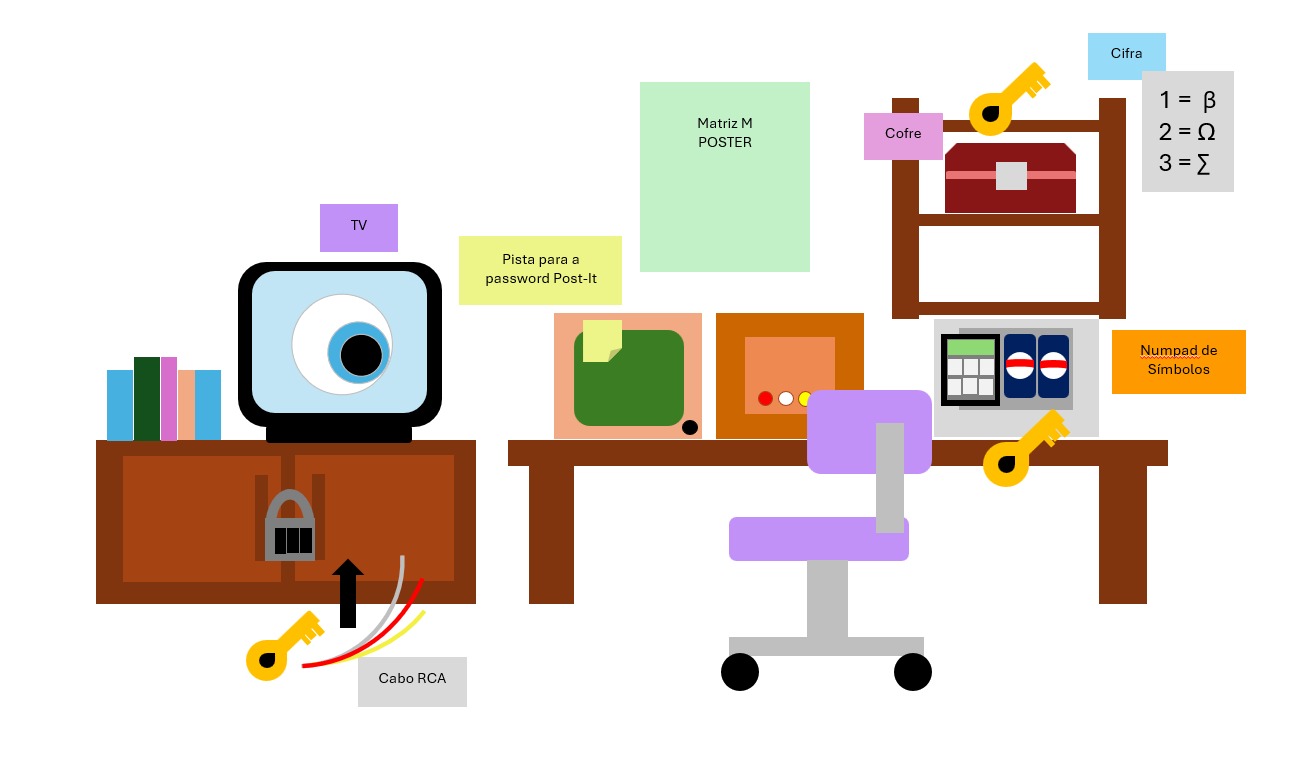 Cifra
1 = β
2 = Ω
3 = ∑
Matriz M
POSTER
Cofre
TV
Pista para a
password Post-It
Numpad de
Símbolos
Cabo RCA